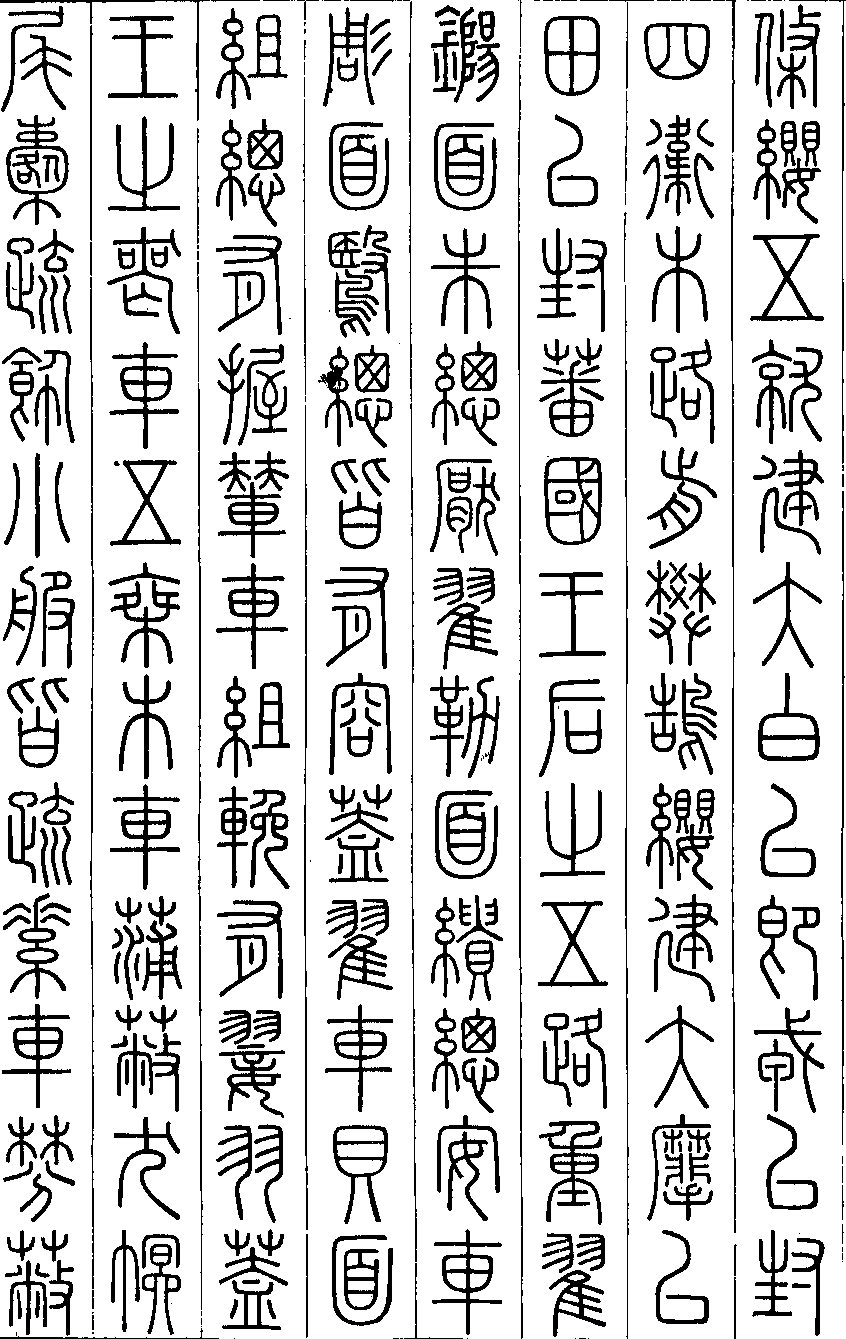 條纓五就建大白以即戎以封
四衛木路前樊鵠纓建大麾以
田以封蕃國王后之五路重翟
鍚面朱總厭翟勒面繢總安車
彫面鷖總皆有容蓋翟車貝面
組總有握輦車組輓有翣羽蓋
王之喪車五乘木車蒲蔽犬幎
尾櫜疏飾小服皆疏素車棼蔽